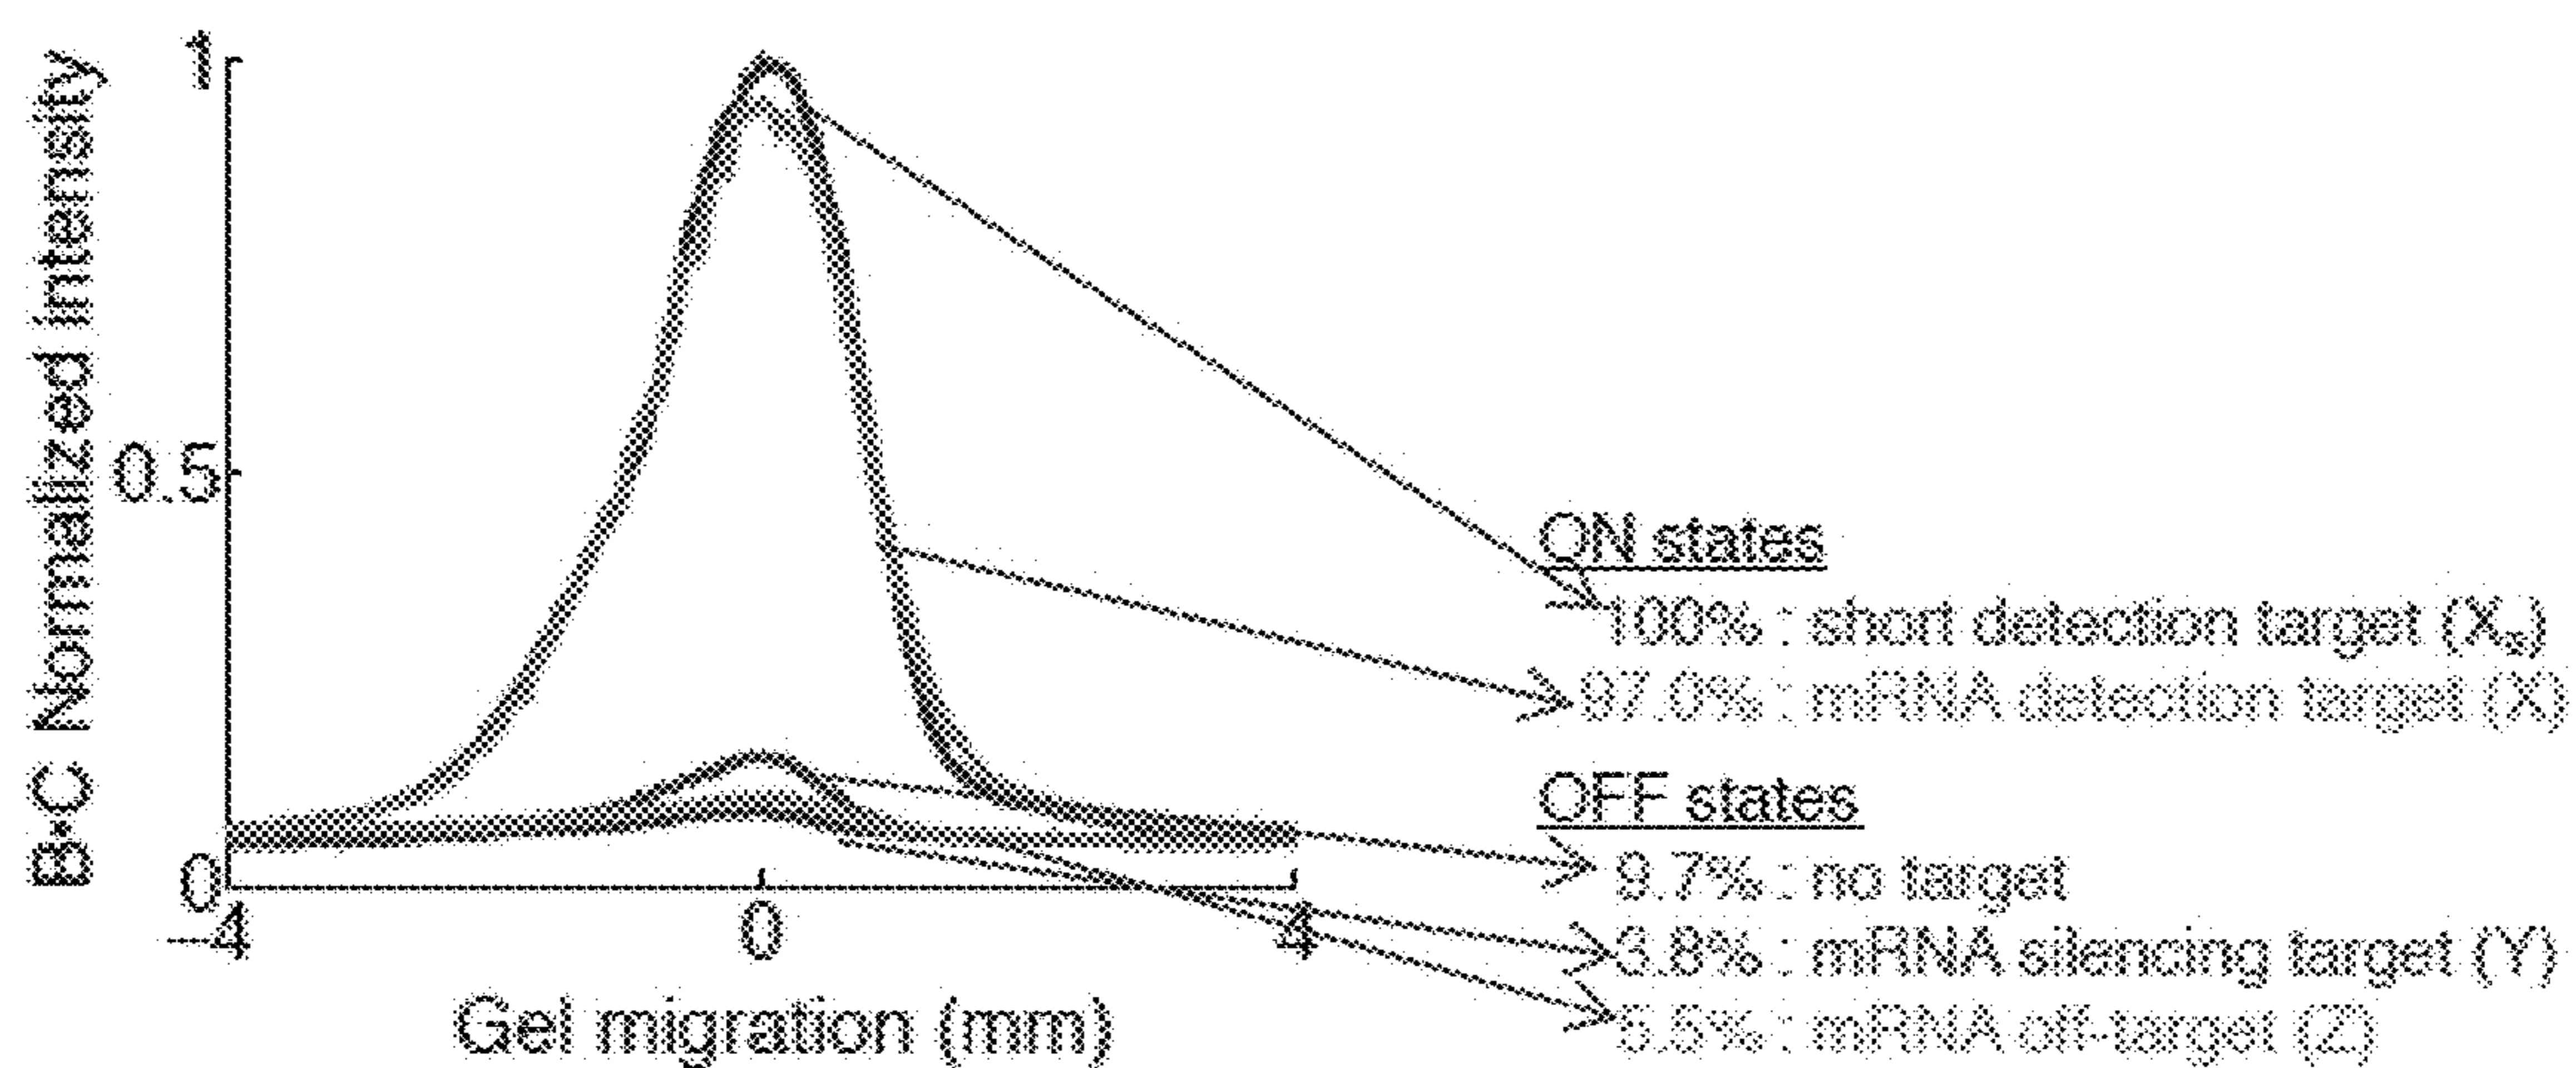 B•C Normalized intensity
1
0.5
0
-4
0
4
Gel migration (mm)
ON states
100% : short detection target (Xs)
97.0% : mRNA detection target (X)
OFF states
9.7% : no target
3.8% : mRNA silencing target (Y)
5.5% : mRNA off-target (Z)